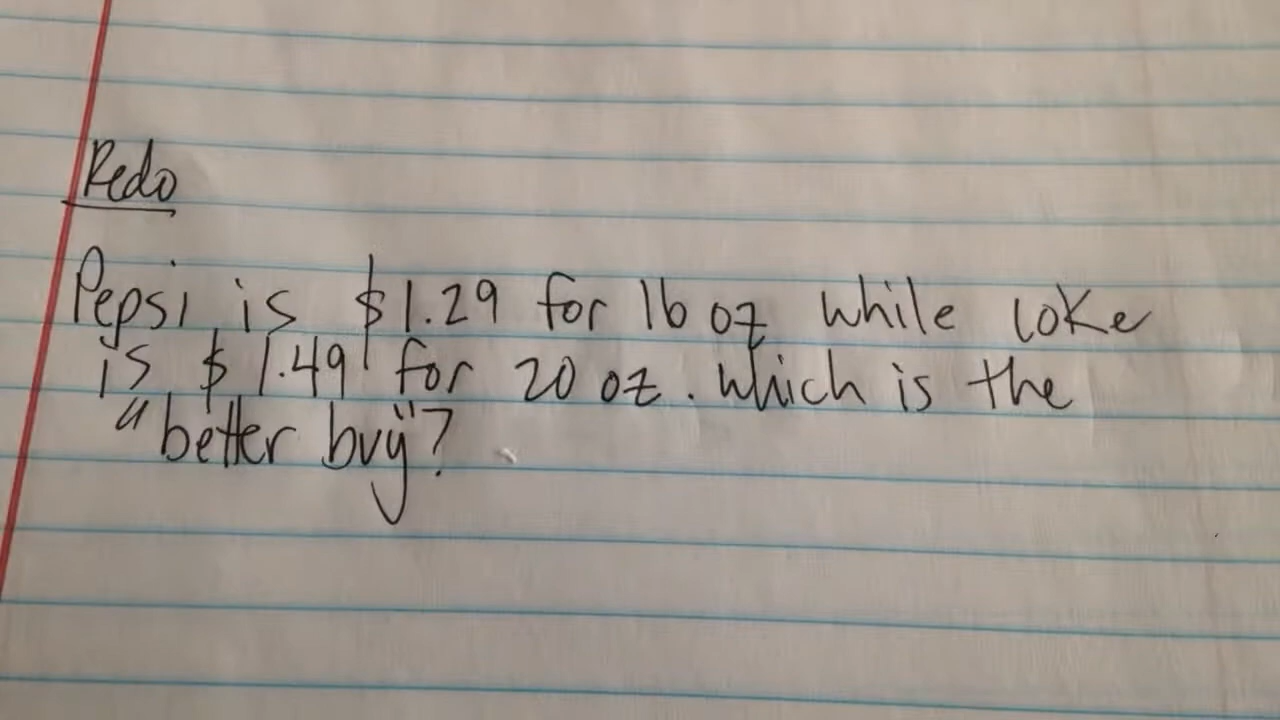 Redo
Pepsi is $1.29 for 16 oz while Coke
is $1.49 for 20 oz. Which is the
"better buy"?